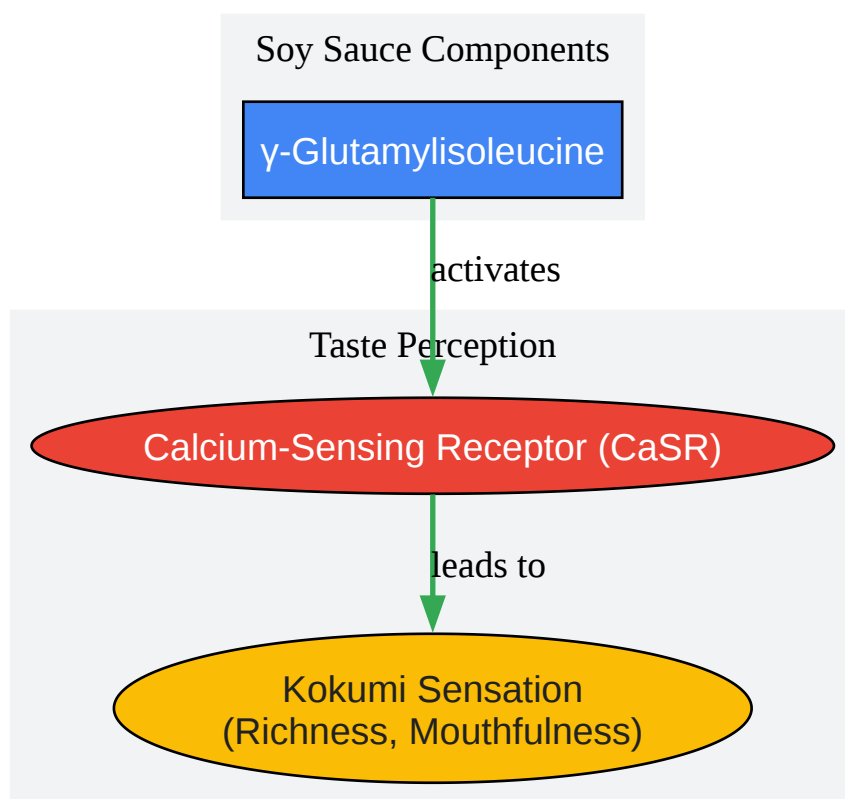 Soy Sauce Components
γ-Glutamylisoleucine
activates
Taste Perception
Calcium-Sensing Receptor (CaSR)
leads to
Kokumi Sensation
(Richness, Mouthfulness)